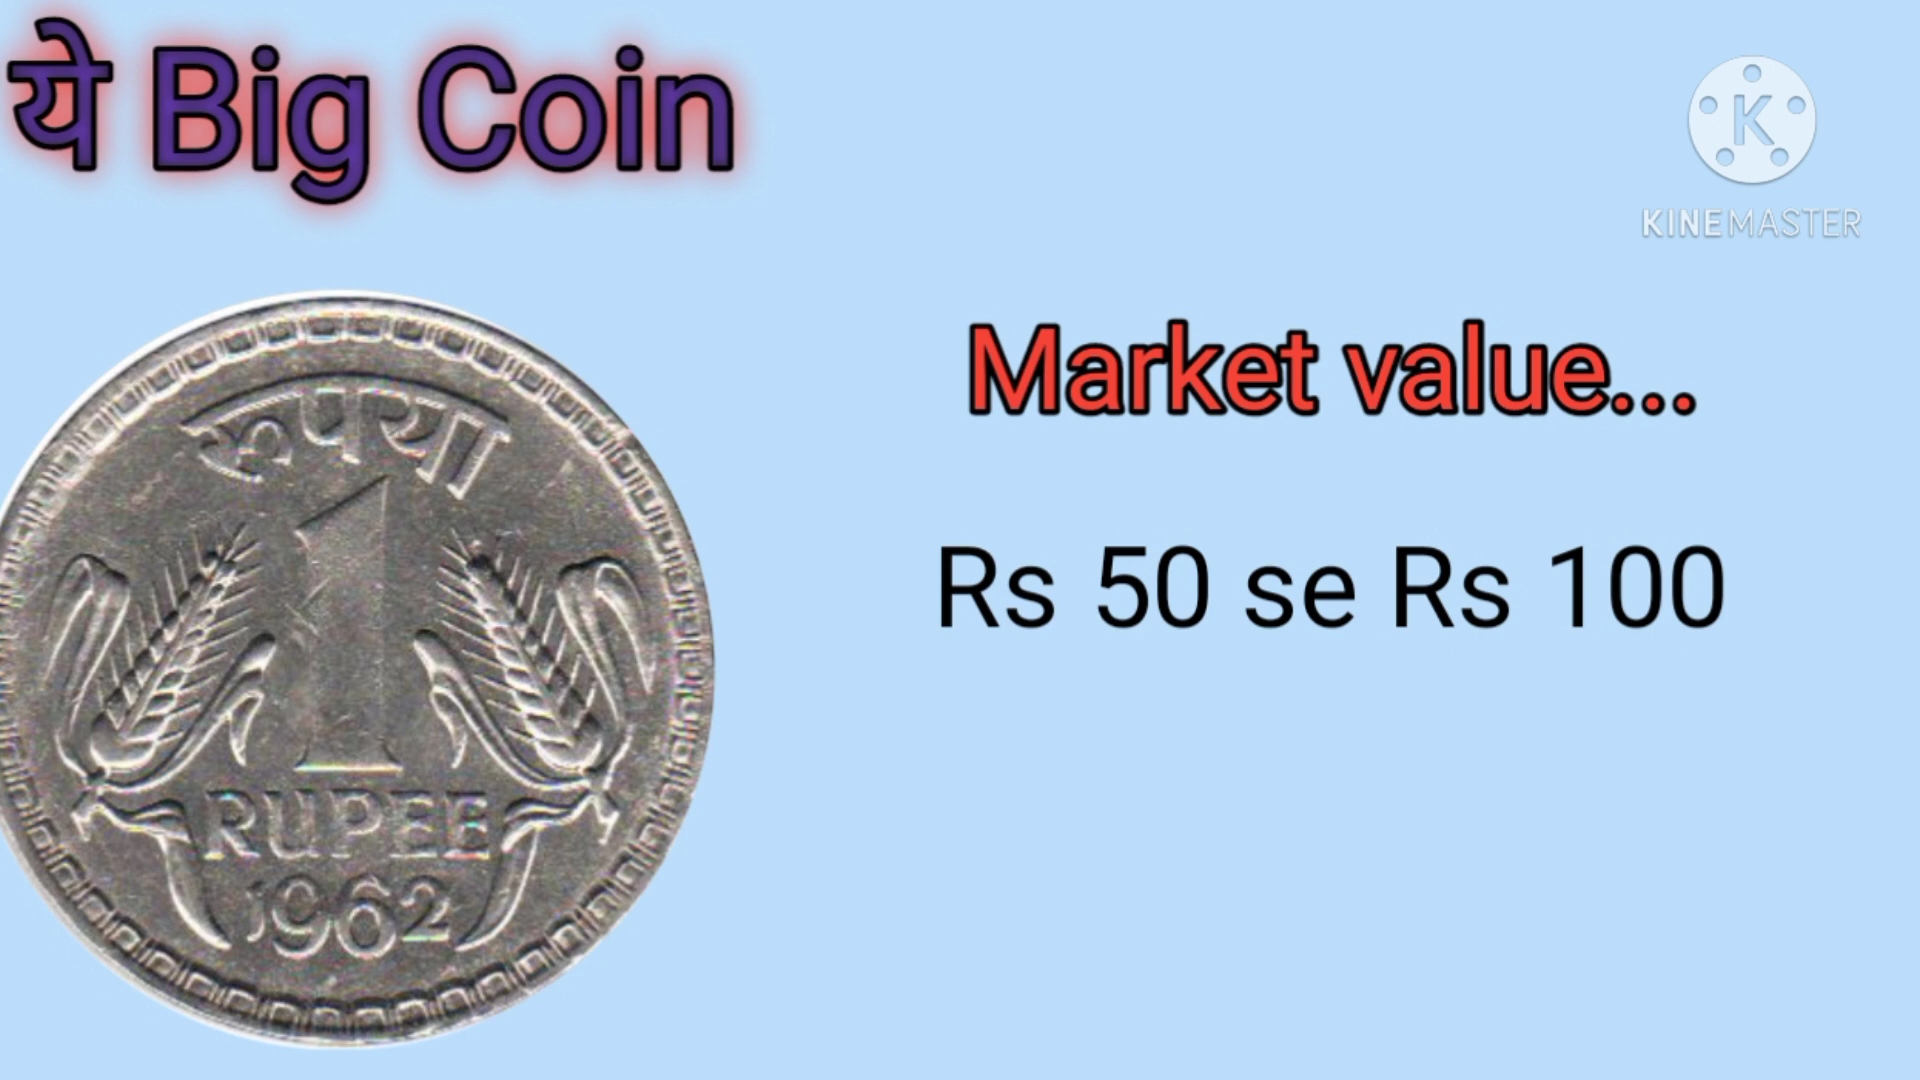 ये Big Coin
K
KINEMASTER
Market value...
Rs 50 se Rs 100
रूपया
1
RUPEE
1962